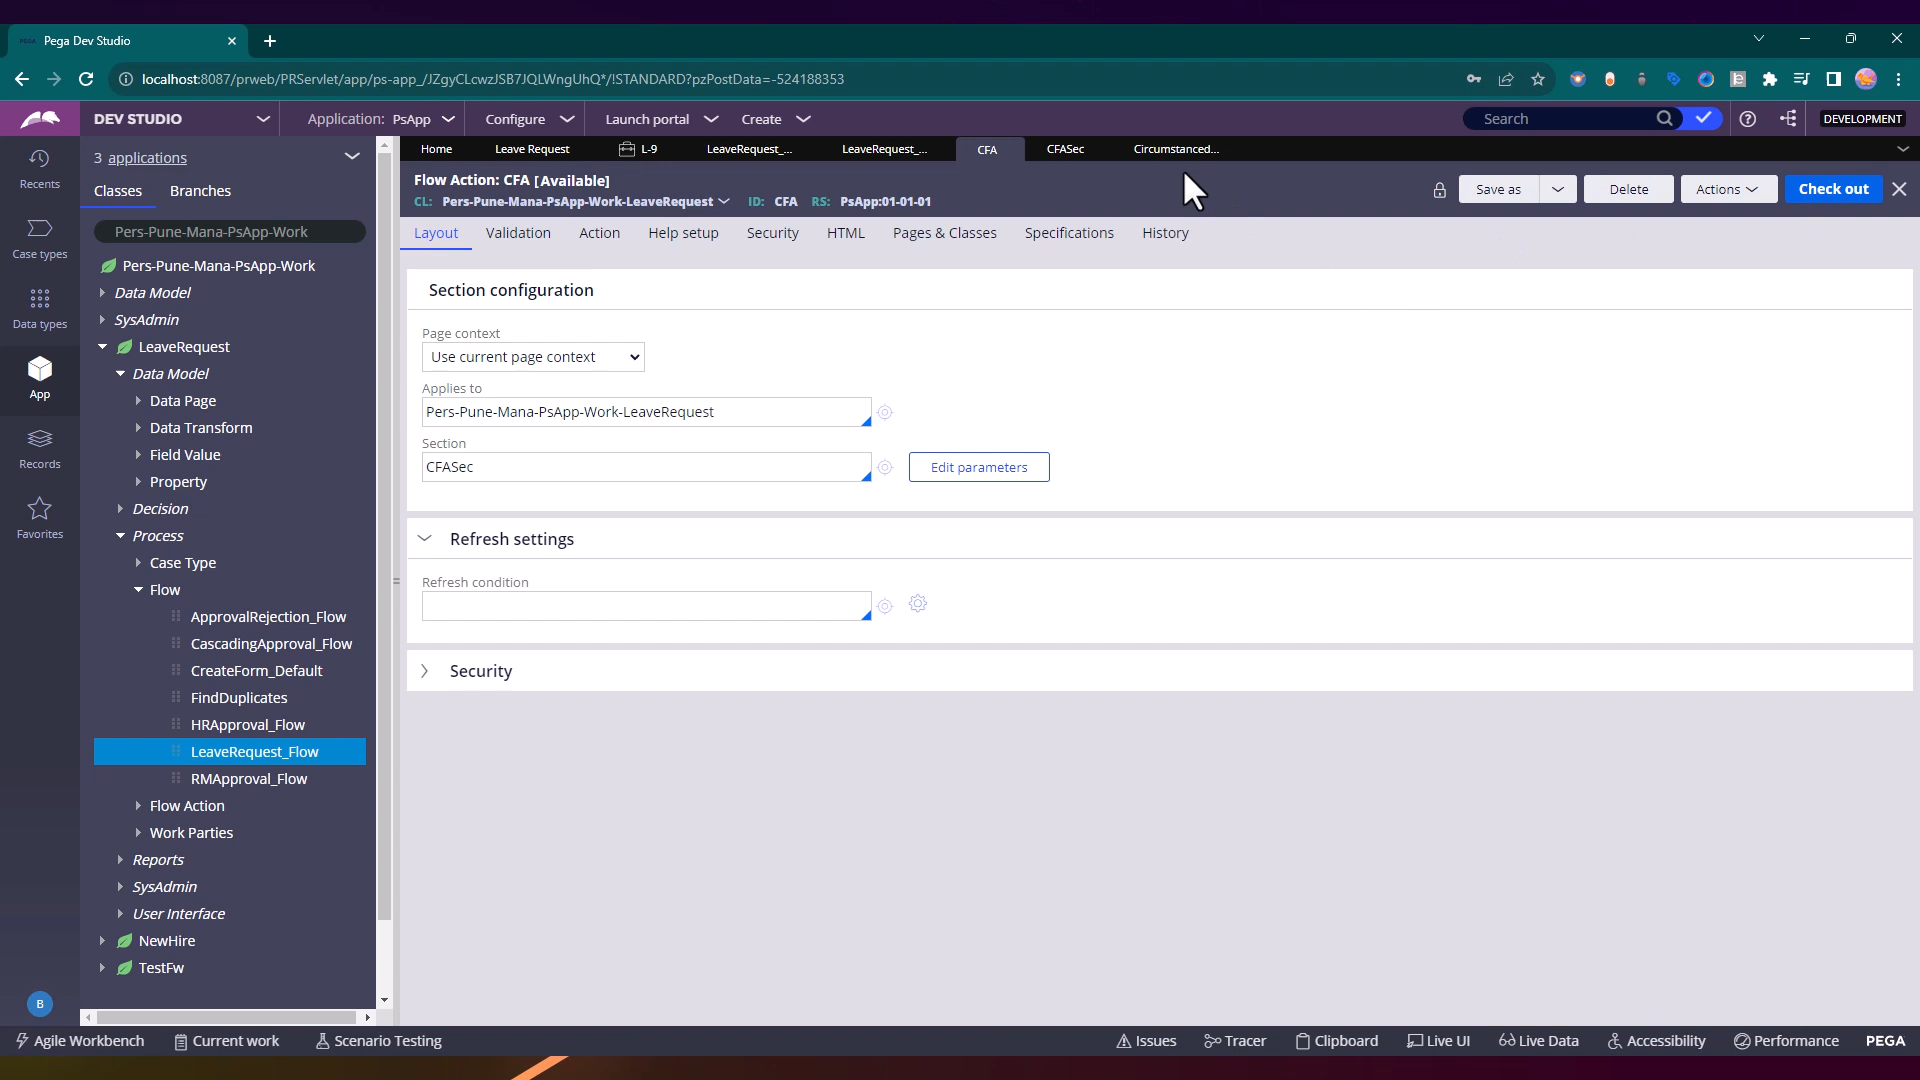 Pega Dev Studio
localhost:8087/prweb/PRServlet/app/ps-app_/JZgyCLcwzJSB7JQLWngUhQ*/!STANDARD?pzPostData=-524188353
DEV STUDIO
Application: PsApp
Configure
Launch portal
Create
Search
DEVELOPMENT
Recents
Case types
Data types
App
Records
Favorites
B
3 applications
Classes
Branches
Pers-Pune-Mana-PsApp-Work
Pers-Pune-Mana-PsApp-Work
Data Model
SysAdmin
LeaveRequest
Data Model
Data Page
Data Transform
Field Value
Property
Decision
Process
Case Type
Flow
ApprovalRejection_Flow
CascadingApproval_Flow
CreateForm_Default
FindDuplicates
HRApproval_Flow
LeaveRequest_Flow
RMApproval_Flow
Flow Action
Work Parties
Reports
SysAdmin
User Interface
NewHire
TestFw
Home
Leave Request
L-9
LeaveRequest_...
LeaveRequest_...
CFA
CFASec
Circumstanced...
Flow Action: CFA [Available]
CL: Pers-Pune-Mana-PsApp-Work-LeaveRequest ID: CFA RS: PsApp:01-01-01
Save as
Delete
Actions
Check out
Layout
Validation
Action
Help setup
Security
HTML
Pages & Classes
Specifications
History
Section configuration
Page context
Use current page context
Applies to
Pers-Pune-Mana-PsApp-Work-LeaveRequest
Section
CFASec
Edit parameters
Refresh settings
Refresh condition
Security
Agile Workbench
Current work
Scenario Testing
Issues
Tracer
Clipboard
Live UI
Live Data
Accessibility
Performance
PEGA